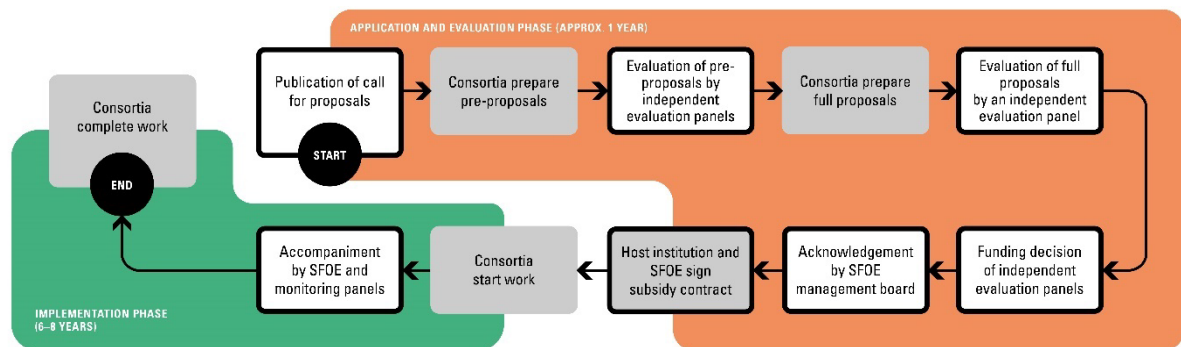 APPLICATION AND EVALUATION PHASE (APPROX. 1 YEAR)
Publication of call
for proposals
START
Consortia prepare
pre-proposals
Evaluation of pre-
proposals by
independent
evaluation panels
Consortia prepare
full proposals
Evaluation of full
proposals
by an independent
evaluation panel
Funding decision
of independent
evaluation panels
Acknowledgement
by SFOE
management board
Host institution and
SFOE sign
subsidy contract
Consortia
start work
Accompaniment
by SFOE and
monitoring panels
Consortia
complete work
END
IMPLEMENTATION PHASE
(6–8 YEARS)